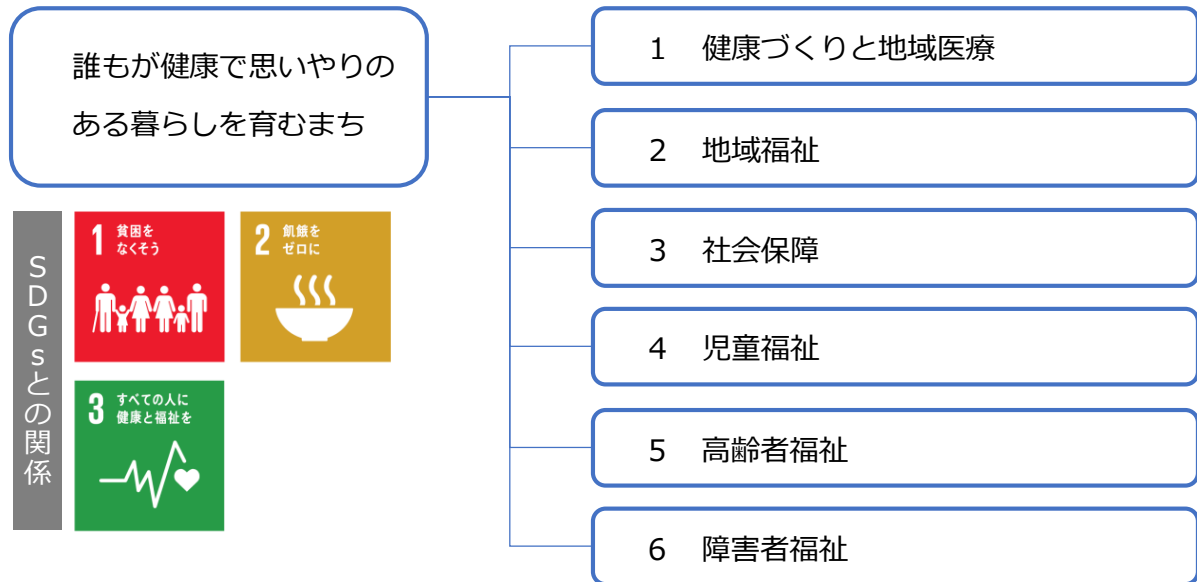 誰もが健康で思いやりの
ある暮らしを育むまち
1 健康づくりと地域医療
2 地域福祉
3 社会保障
4 児童福祉
5 高齢者福祉
6 障害者福祉
SDGsとの関係
1 貧困を
なくそう
2 飢餓を
ゼロに
3 すべての人に
健康と福祉を